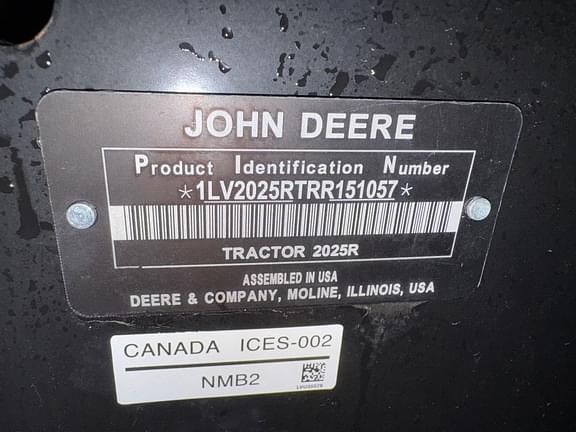 JOHN DEERE
Product Identification Number
*1LV2025RTRR151057*
TRACTOR 2025R
ASSEMBLED IN USA
DEERE & COMPANY, MOLINE, ILLINOIS, USA
CANADA ICES-002
NMB2